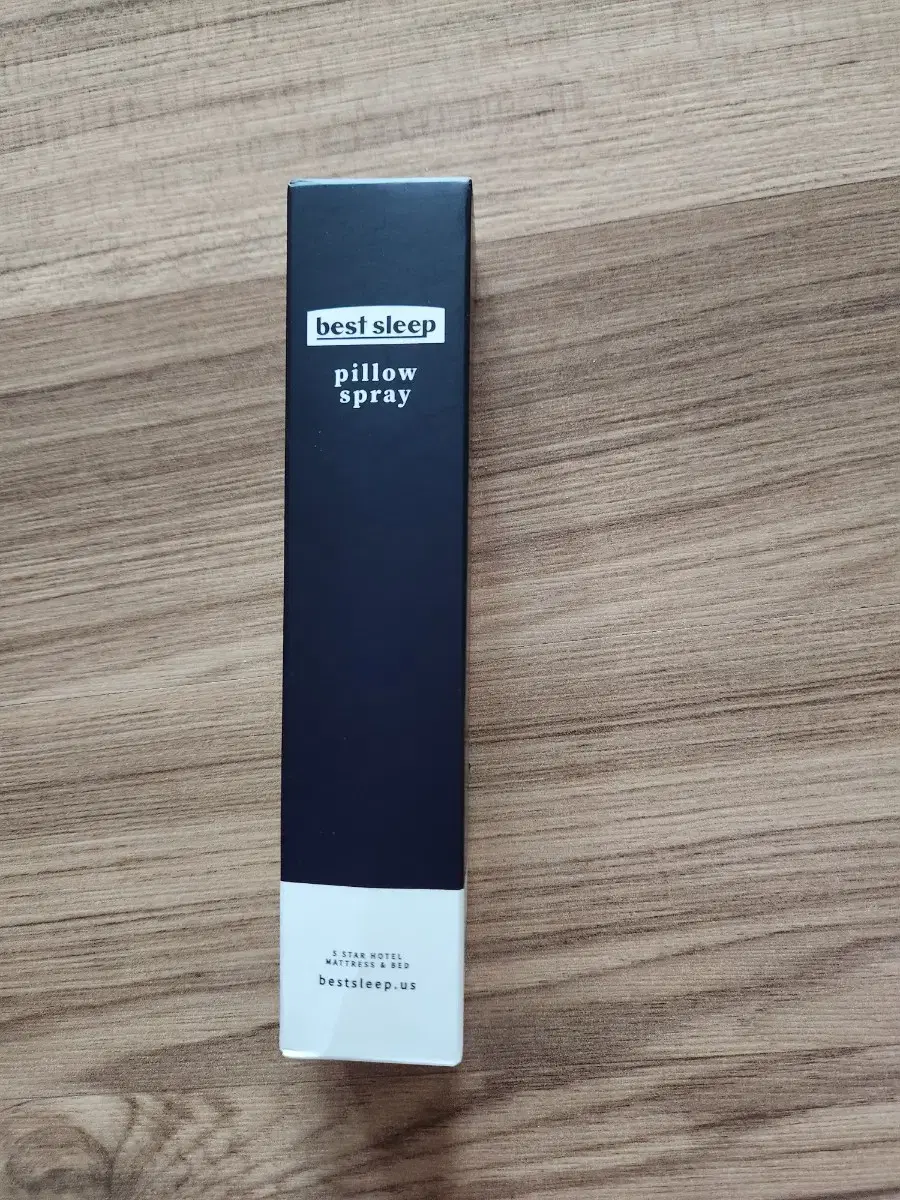 best sleep
pillow
spray
5 STAR HOTEL
MATTRESS & BED
bestsleep.us